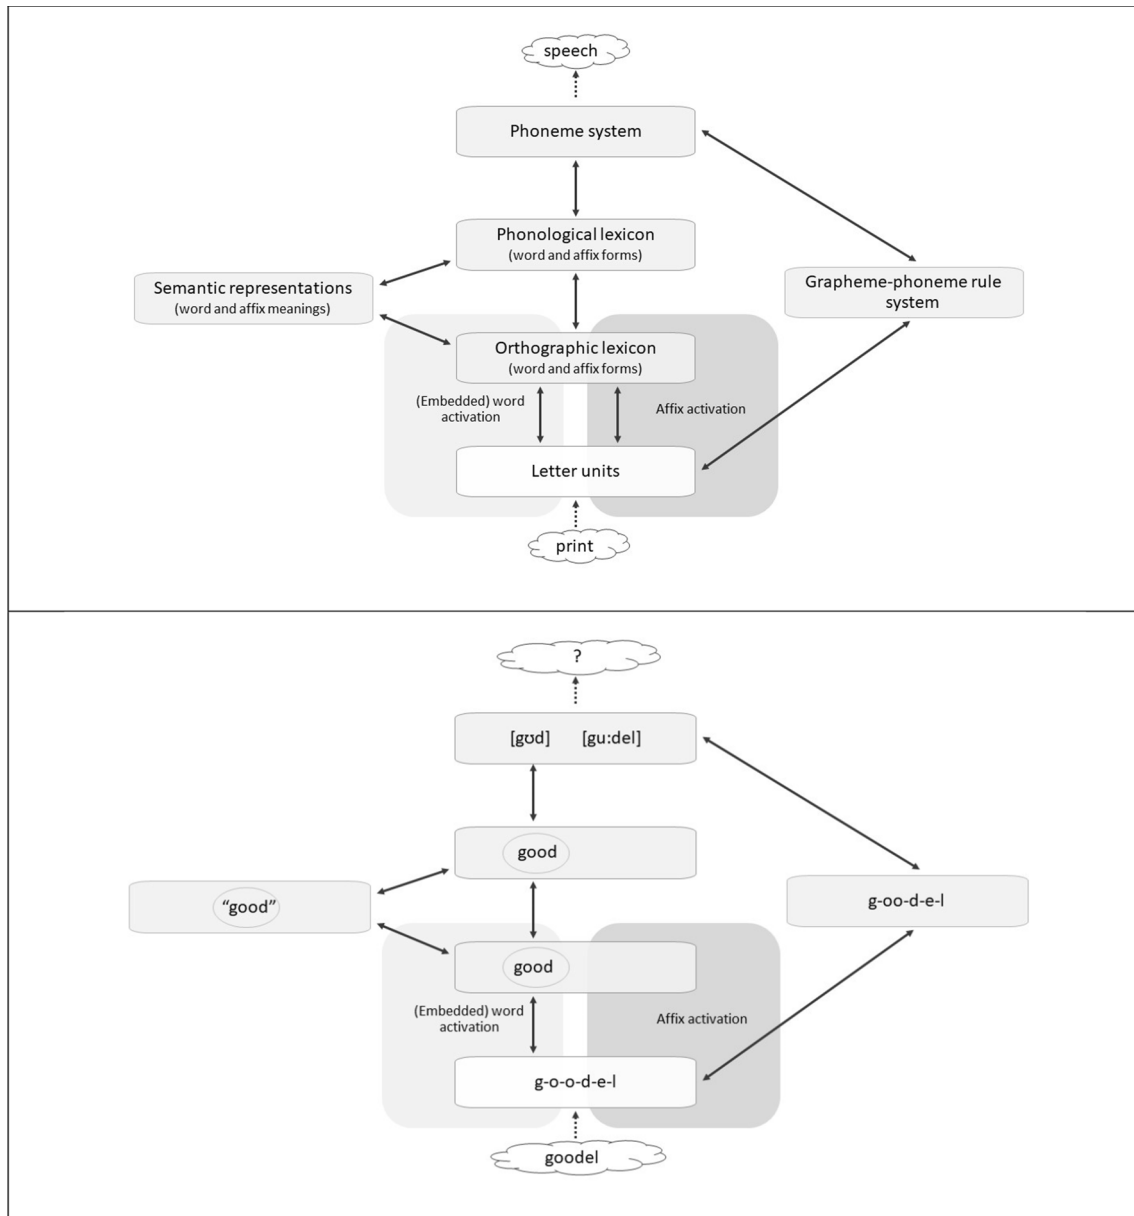 speech
Phoneme system
Phonological lexicon
(word and affix forms)
Semantic representations
(word and affix meanings)
Grapheme-phoneme rule
system
Orthographic lexicon
(word and affix forms)
(Embedded) word
activation
Affix activation
Letter units
print
?
[gʊd] [gu:del]
good
"good"
g-oo-d-e-l
good
(Embedded) word
activation
Affix activation
g-o-o-d-e-l
goodel